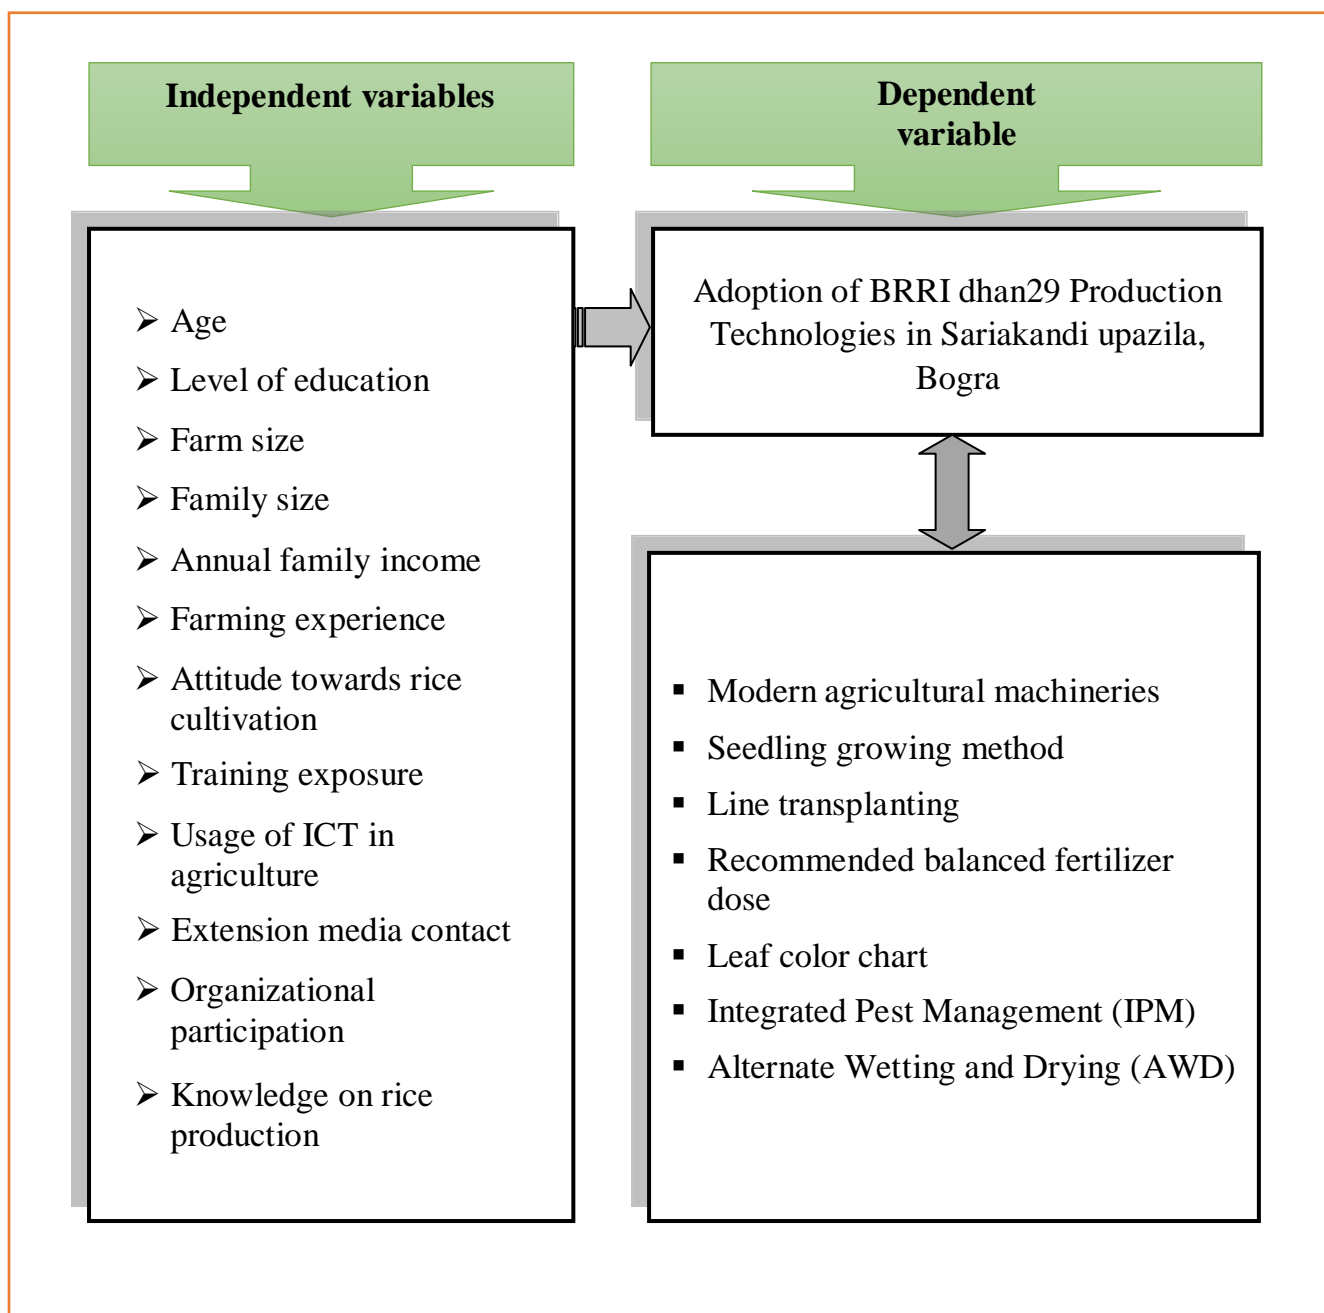 Independent variables
Age
Level of education
Farm size
Family size
Annual family income
Farming experience
Attitude towards rice
cultivation
Training exposure
Usage of ICT in
agriculture
Extension media contact
Organizational
participation
Knowledge on rice
production
Dependent
variable
Adoption of BRRI dhan29 Production
Technologies in Sariakandi upazila,
Bogra
Modern agricultural machineries
Seedling growing method
Line transplanting
Recommended balanced fertilizer
dose
Leaf color chart
Integrated Pest Management (IPM)
Alternate Wetting and Drying (AWD)